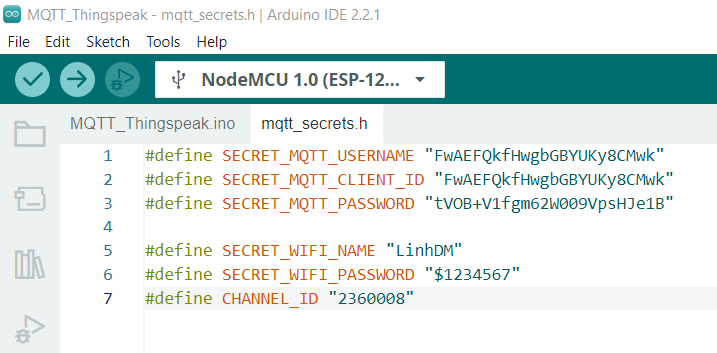 MQTT_Thingspeak - mqtt_secrets.h | Arduino IDE 2.2.1
File Edit Sketch Tools Help
NodeMCU 1.0 (ESP-12...
MQTT_Thingspeak.ino mqtt_secrets.h
1 #define SECRET_MQTT_USERNAME "FwAEFQkfHwgbGBYUKy8CMwk"
2 #define SECRET_MQTT_CLIENT_ID "FwAEFQkfHwgbGBYUKy8CMwk"
3 #define SECRET_MQTT_PASSWORD "tVOB+V1fgm62W009VpsHJe1B"
4
5 #define SECRET_WIFI_NAME "LinhDM"
6 #define SECRET_WIFI_PASSWORD "$1234567"
7 #define CHANNEL_ID "2360008"